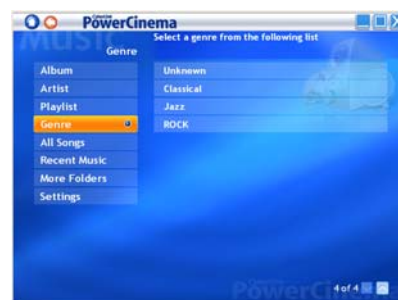 CyberLink
PowerCinema
MUSIC
Select a genre from the following list
Genre
Album
Artist
Playlist
Genre
All Songs
Recent Music
More Folders
Settings
Unknown
Classical
Jazz
ROCK
PowerCinema
4 of 4